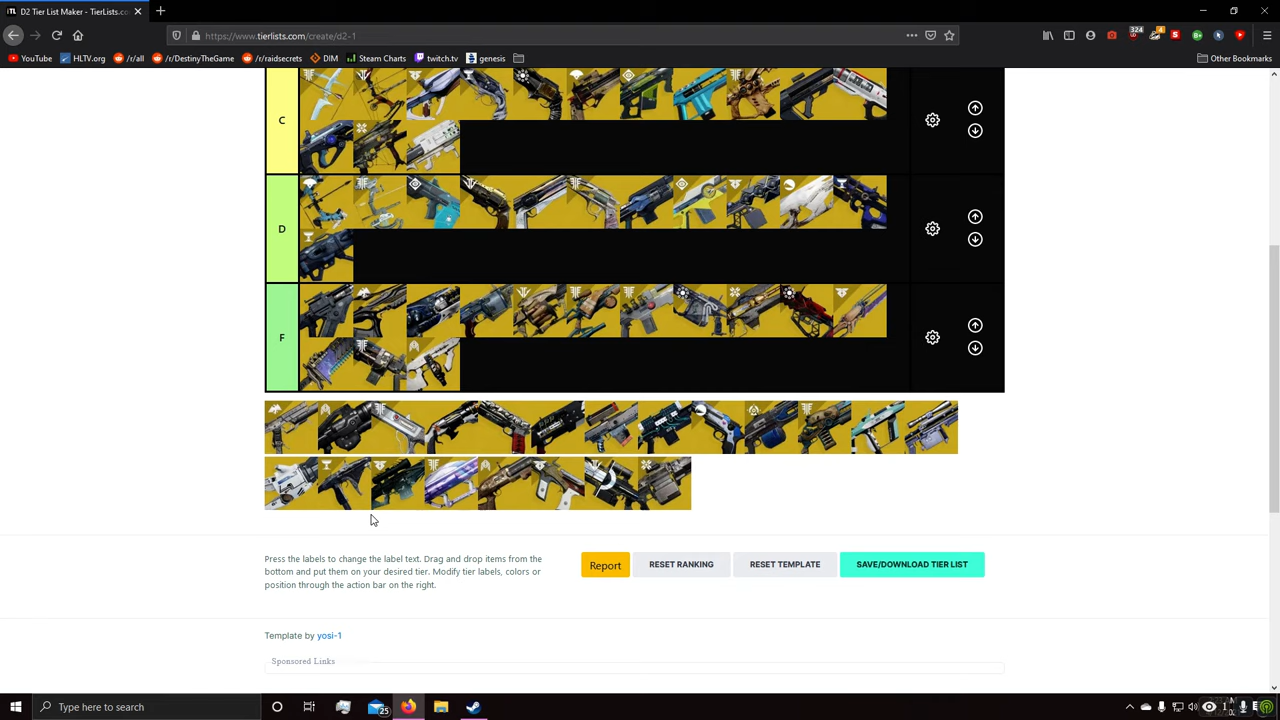 D2 Tier List Maker - TierLists.co
https://www.tierlists.com/create/d2-1
324
4
YouTube
HLTV.org
/r/all
/r/DestinyTheGame
/r/raidsecrets
DIM
Steam Charts
twitch.tv
genesis
Other Bookmarks
C
D
F
Press the labels to change the label text. Drag and drop items from the
bottom and put them on your desired tier. Modify tier labels, colors or
position through the action bar on the right.
Report
RESET RANKING
RESET TEMPLATE
SAVE/DOWNLOAD TIER LIST
Template by yosi-1
Sponsored Links
Type here to search
25